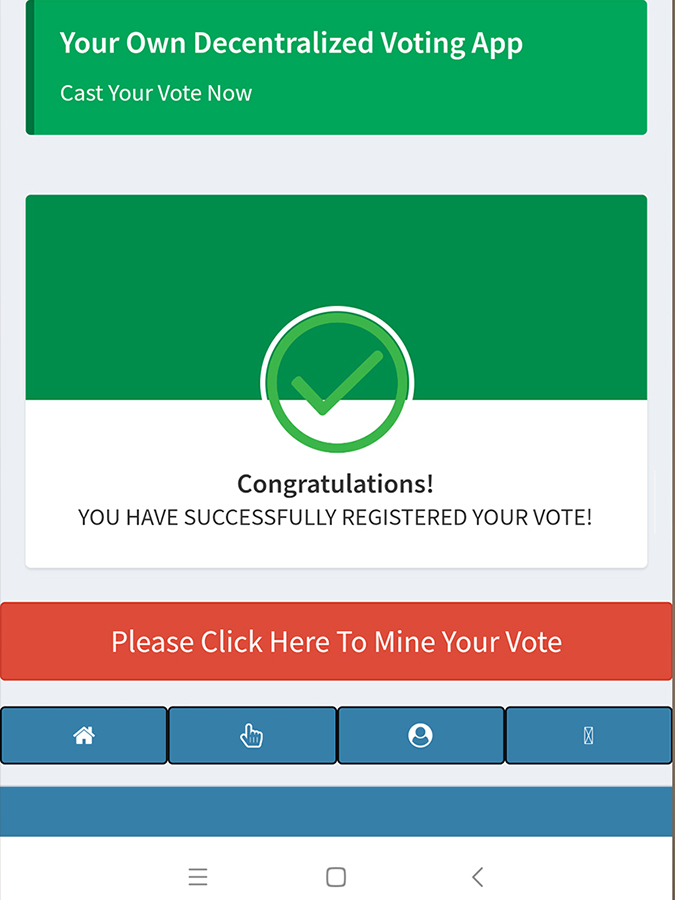 Your Own Decentralized Voting App
Cast Your Vote Now
Congratulations!
YOU HAVE SUCCESSFULLY REGISTERED YOUR VOTE!
Please Click Here To Mine Your Vote